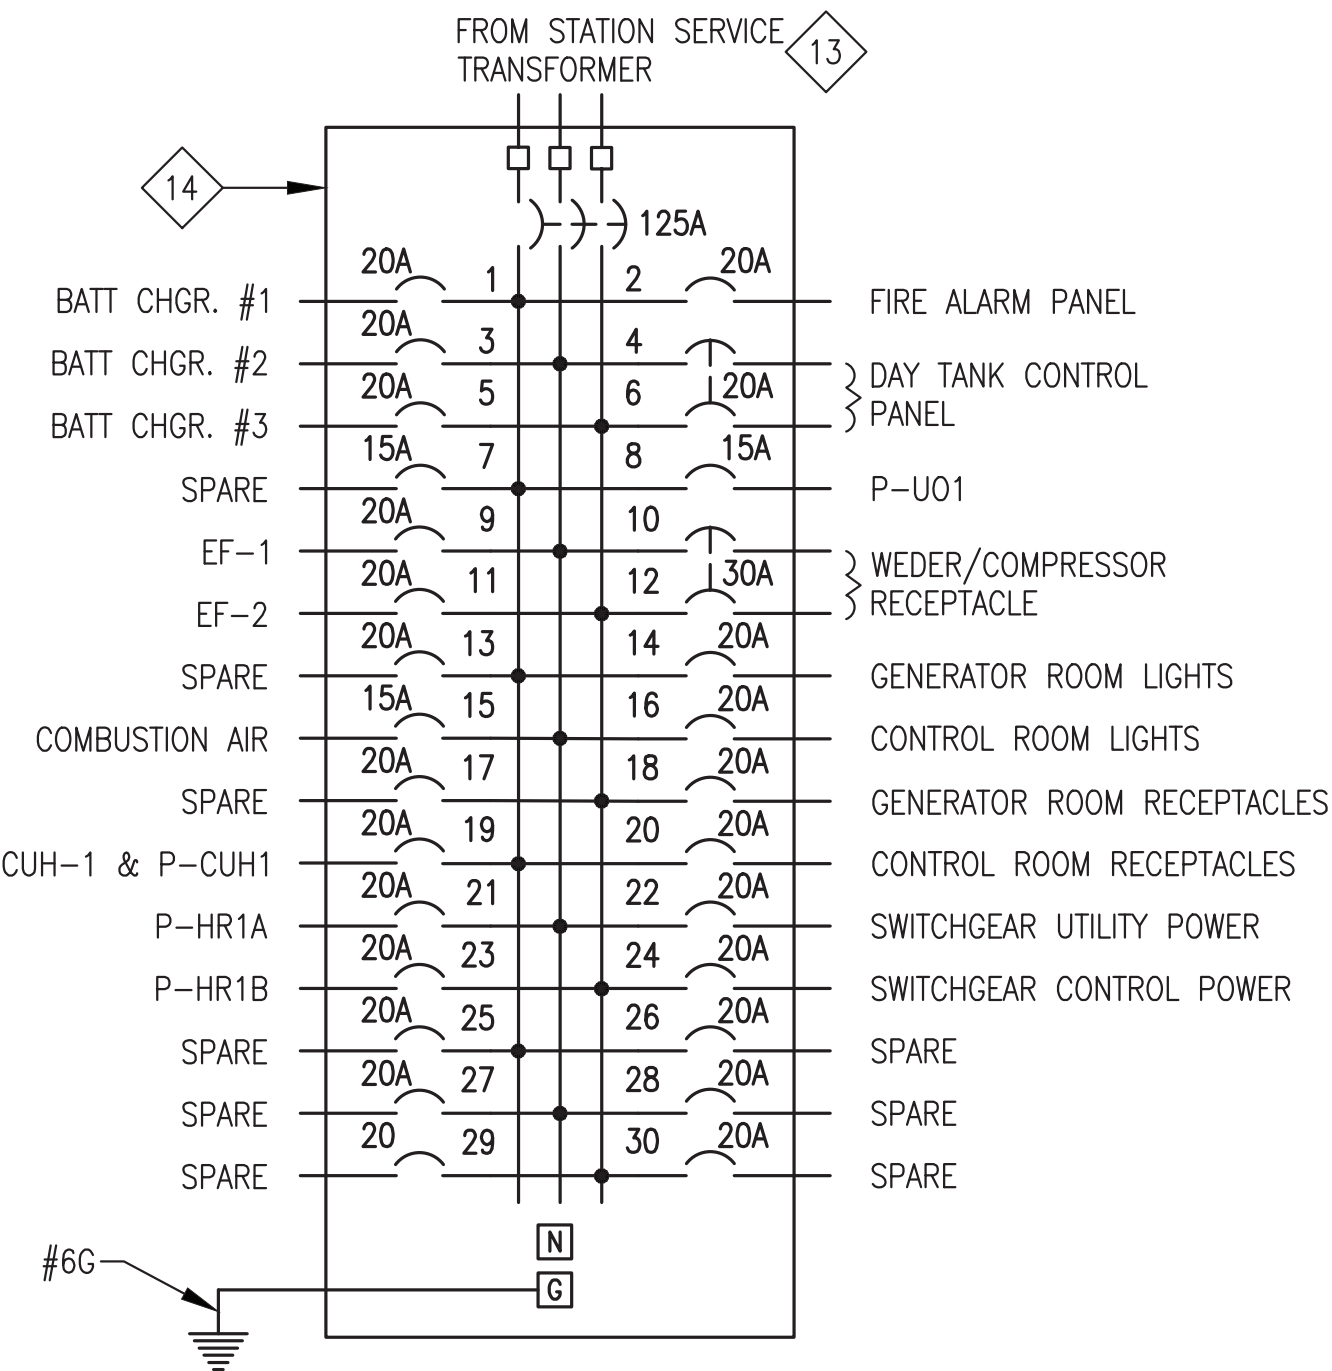 FROM STATION SERVICE
TRANSFORMER
13
14
125A
20A 1 2 20A
BATT CHGR. #1 FIRE ALARM PANEL
20A 3 4
BATT CHGR. #2 DAY TANK CONTROL
20A 5 6 20A
BATT CHGR. #3 PANEL
15A 7 8 15A
SPARE P-UO1
20A 9 10
EF-1 WEDER/COMPRESSOR
20A 11 12 30A
EF-2 RECEPTACLE
20A 13 14 20A
SPARE GENERATOR ROOM LIGHTS
15A 15 16 20A
COMBUSTION AIR CONTROL ROOM LIGHTS
20A 17 18 20A
SPARE GENERATOR ROOM RECEPTACLES
20A 19 20 20A
CUH-1 & P-CUH1 CONTROL ROOM RECEPTACLES
20A 21 22 20A
P-HR1A SWITCHGEAR UTILITY POWER
20A 23 24 20A
P-HR1B SWITCHGEAR CONTROL POWER
20A 25 26 20A
SPARE SPARE
20A 27 28 20A
SPARE SPARE
20 29 30 20A
SPARE SPARE
N
#6G
G